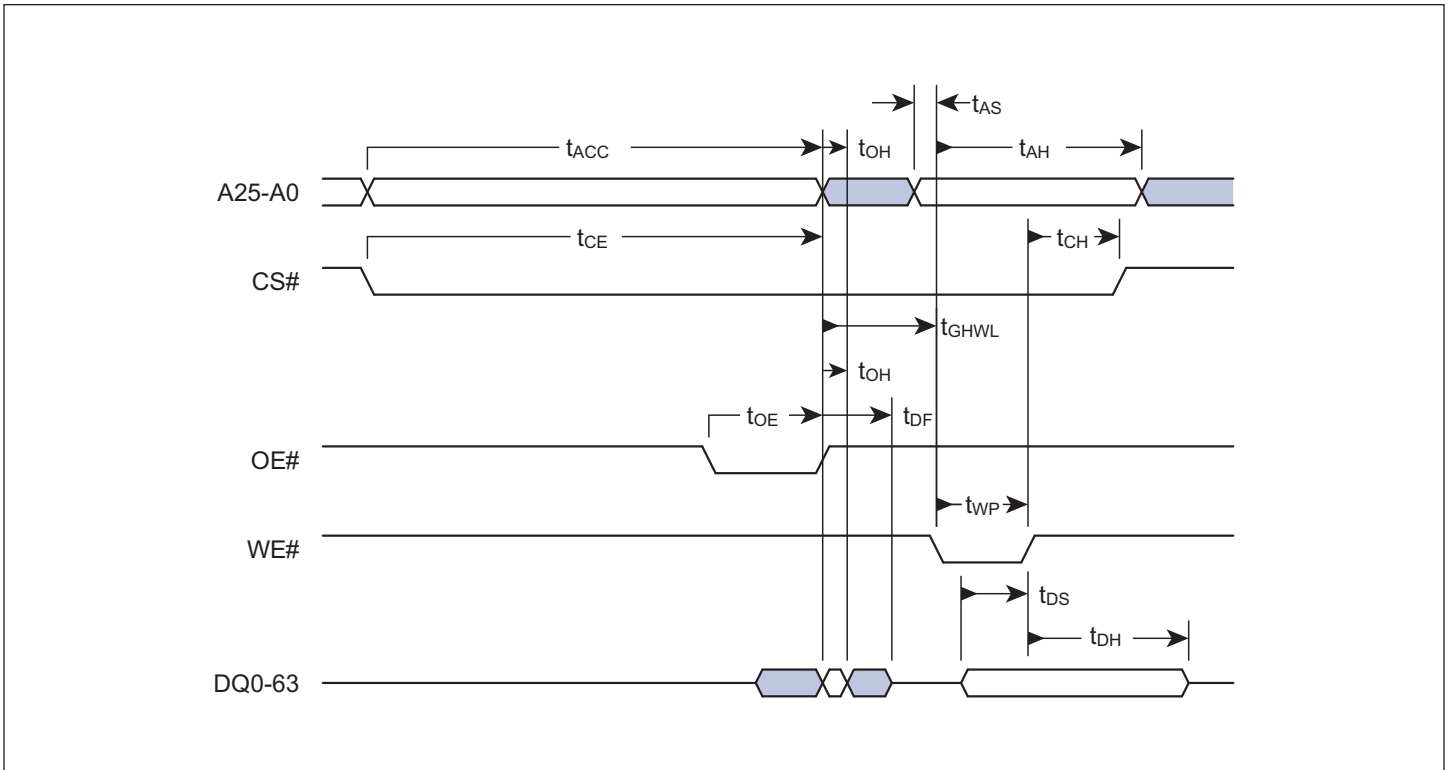 tAS
tACC
tOH
tAH
A25-A0
tCE
tCH
CS#
tGHWL
tOH
tOE
tDF
OE#
tWP
WE#
tDS
tDH
DQ0-63